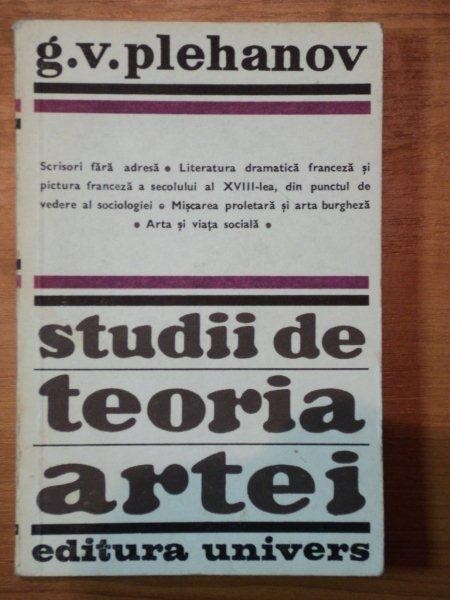 g.v.plehanov
Scrisori fără adresă • Literatura dramatică franceză și
pictura franceză a secolului al XVIII-lea, din punctul de
vedere al sociologiei • Mișcarea proletară și arta burgheză
• Arta și viața socială •
studii de
teoria
artei
editura univers